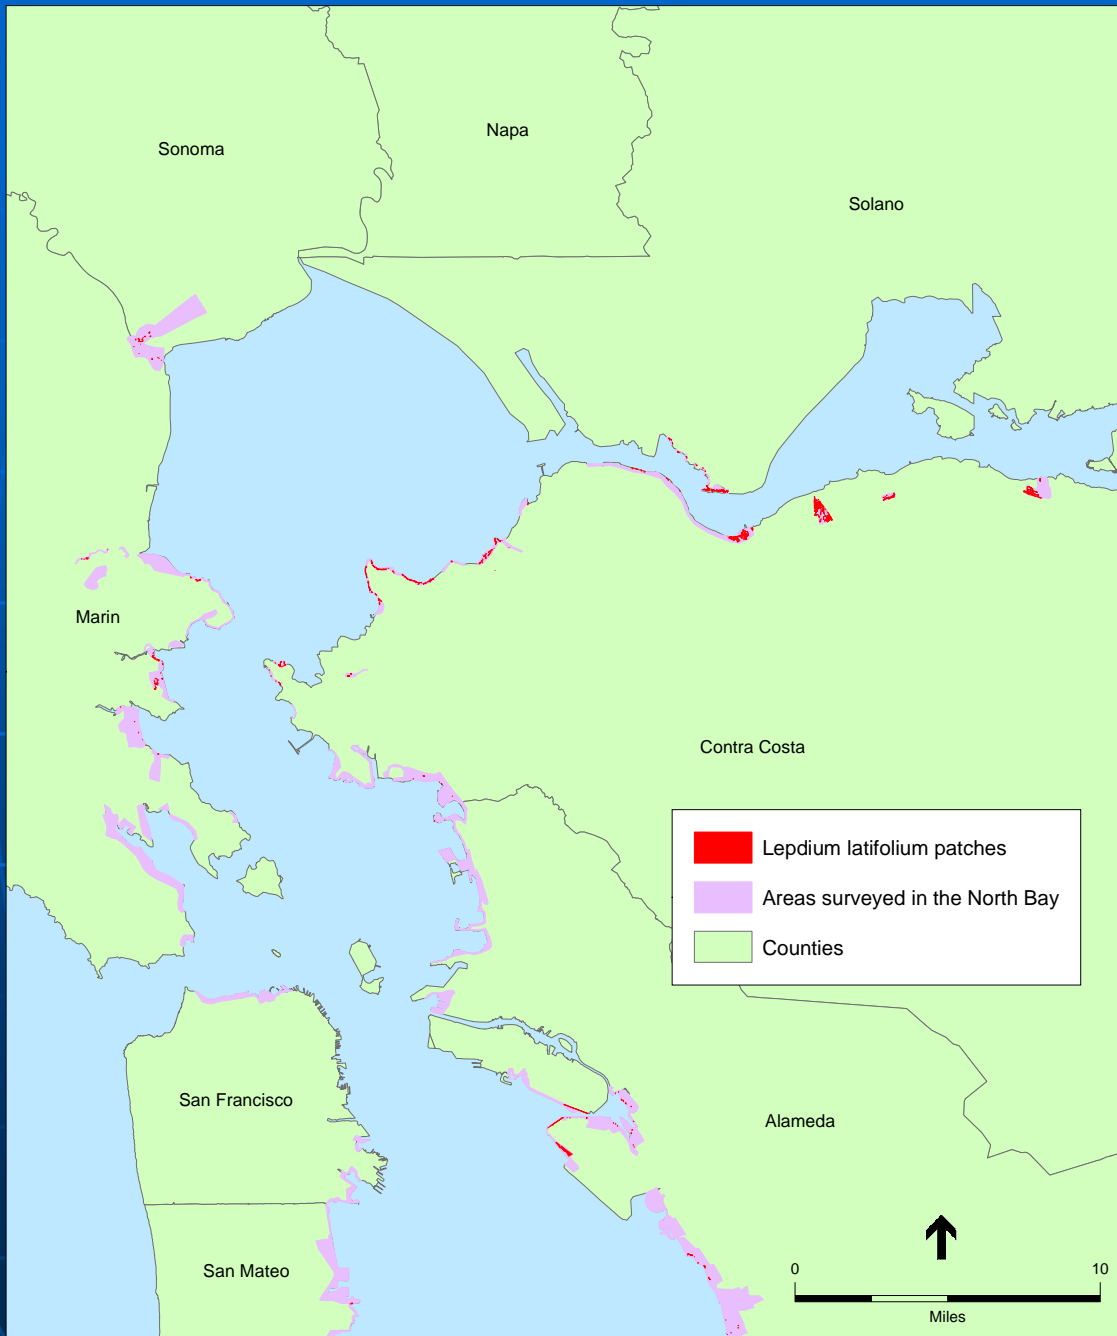 Napa
Sonoma
Solano
Marin
Contra Costa
Lepdium latifolium patches
Areas surveyed in the North Bay
Counties
San Francisco
Alameda
San Mateo
0 10
Miles